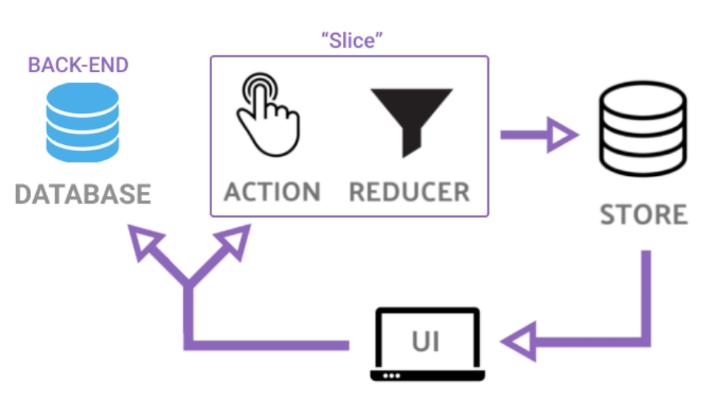 “Slice”
BACK-END
DATABASE
ACTION
REDUCER
STORE
UI